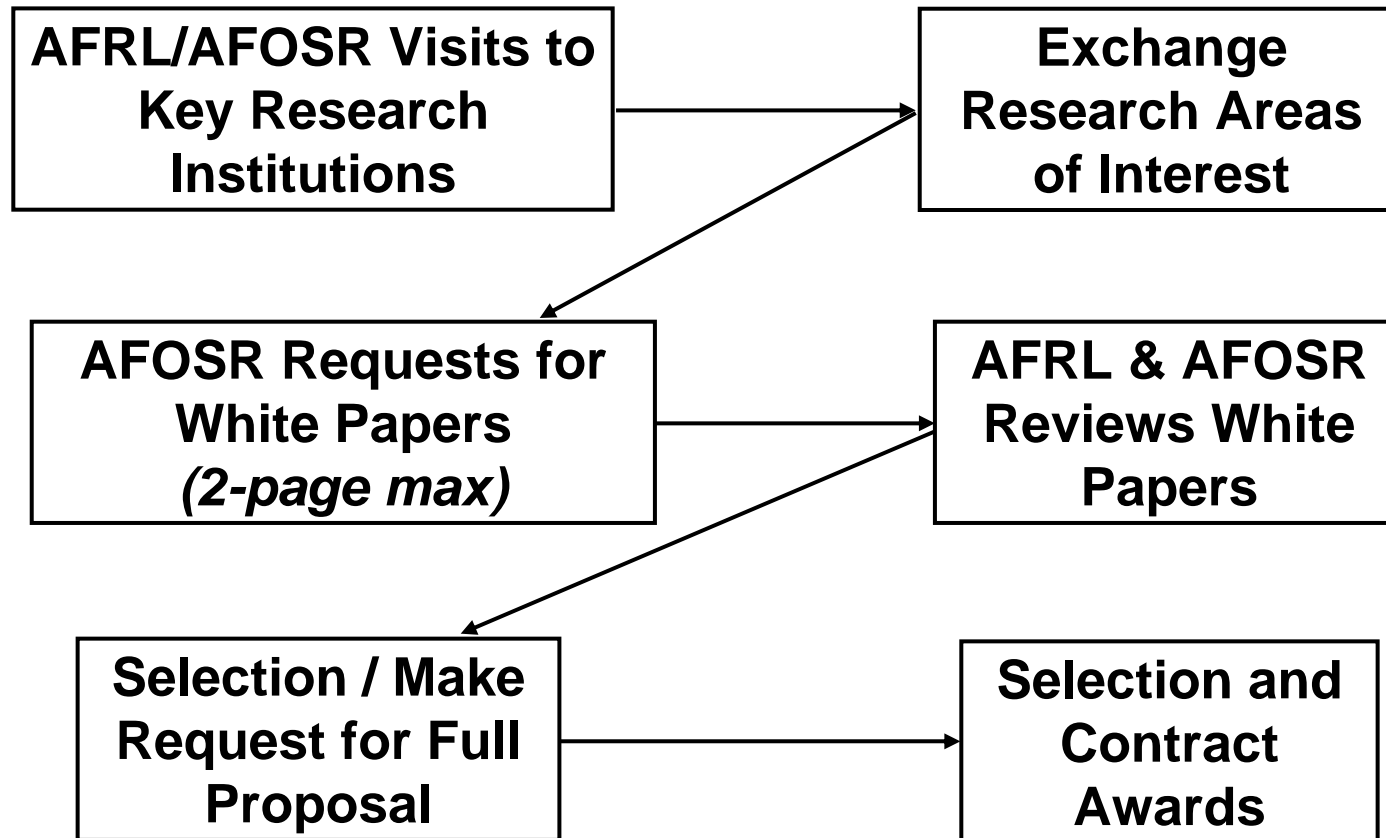 AFRL/AFOSR Visits to
Key Research
Institutions
Exchange
Research Areas
of Interest
AFOSR Requests for
White Papers
(2-page max)
AFRL & AFOSR
Reviews White
Papers
Selection / Make
Request for Full
Proposal
Selection and
Contract
Awards